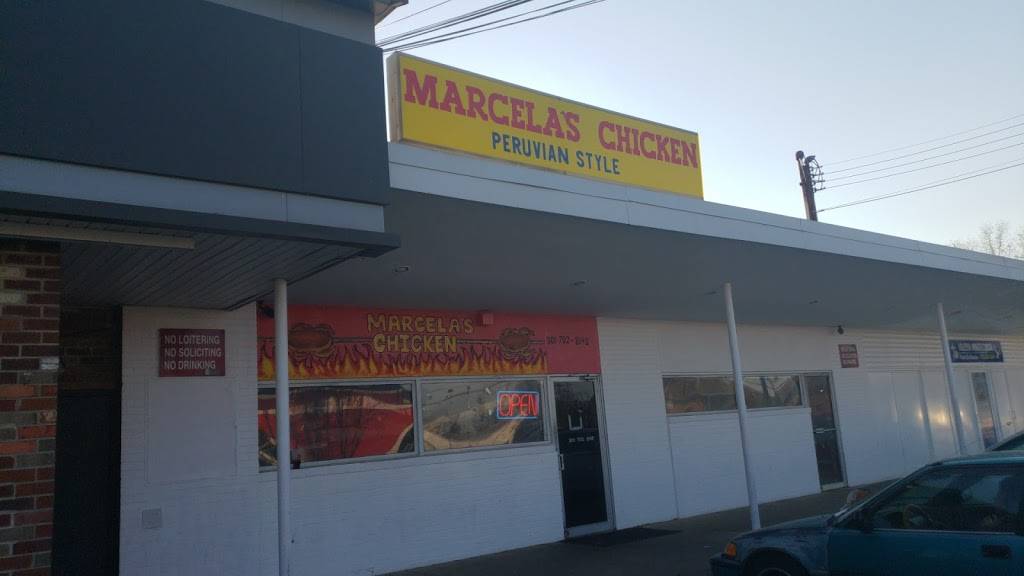 MARCELA'S CHICKEN
PERUVIAN STYLE
MARCELA'S
CHICKEN
NO LOITERING
NO SOLICITING
NO DRINKING
OPEN